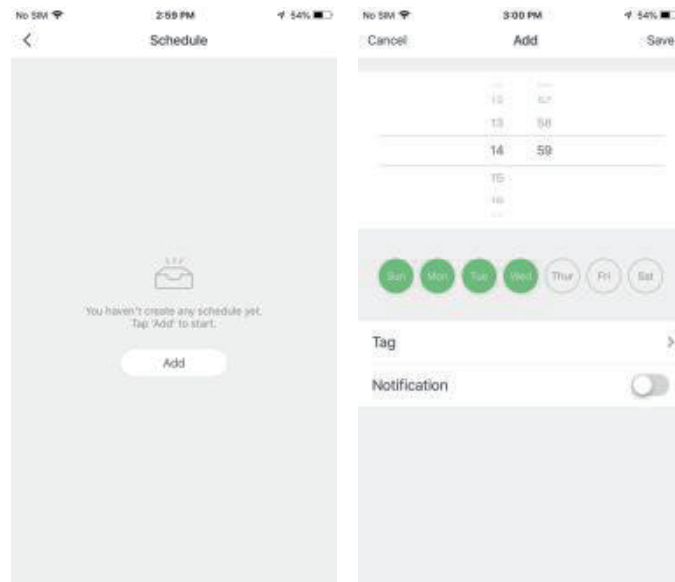 No SIM 2:59 PM 54%
Schedule
You haven't create any schedule yet.
Tap 'Add' to start.
Add
No SIM 3:00 PM 54%
Cancel Add Save
13 58
14 59
15
Sun Mon Tue Wed Thur Fri Sat
Tag
Notification